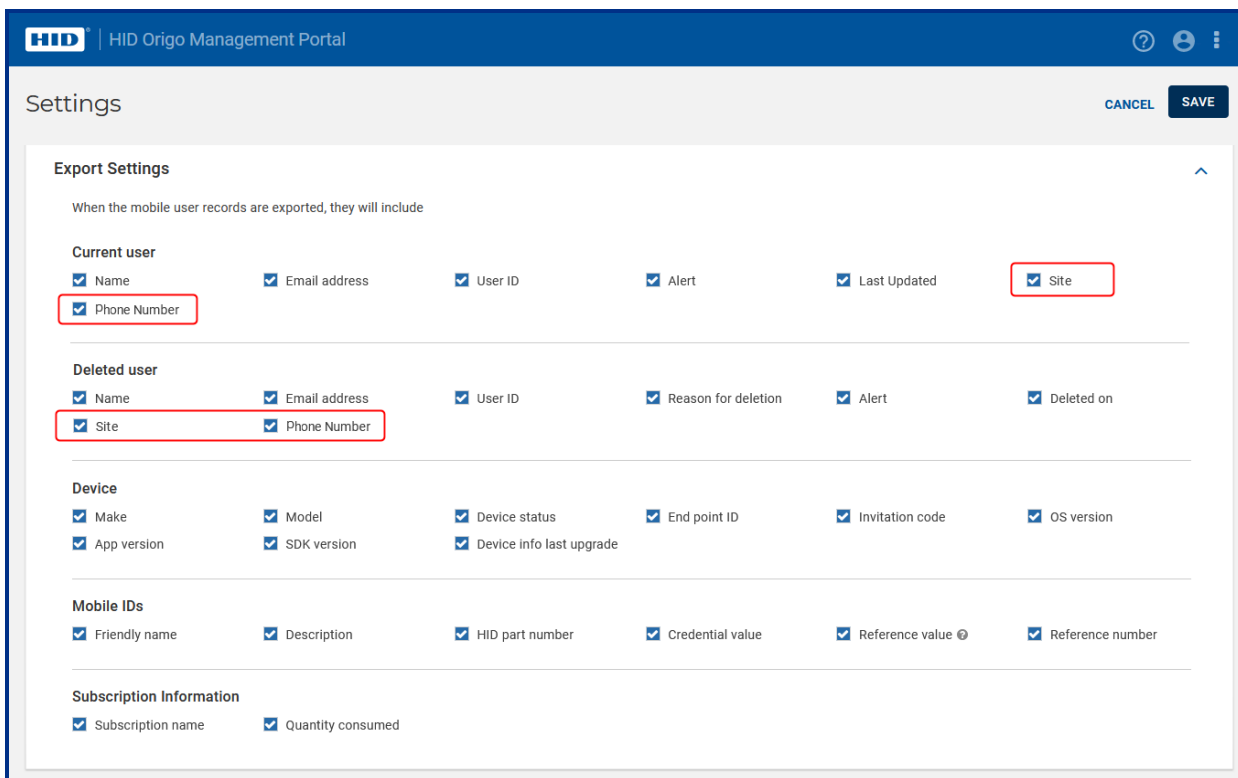 HID | HID Origo Management Portal
Settings
CANCEL SAVE
Export Settings
When the mobile user records are exported, they will include
Current user
Name Email address User ID Alert Last Updated Site
Phone Number
Deleted user
Name Email address User ID Reason for deletion Alert Deleted on
Site Phone Number
Device
Make Model Device status End point ID Invitation code OS version
App version SDK version Device info last upgrade
Mobile IDs
Friendly name Description HID part number Credential value Reference value Reference number
Subscription Information
Subscription name Quantity consumed